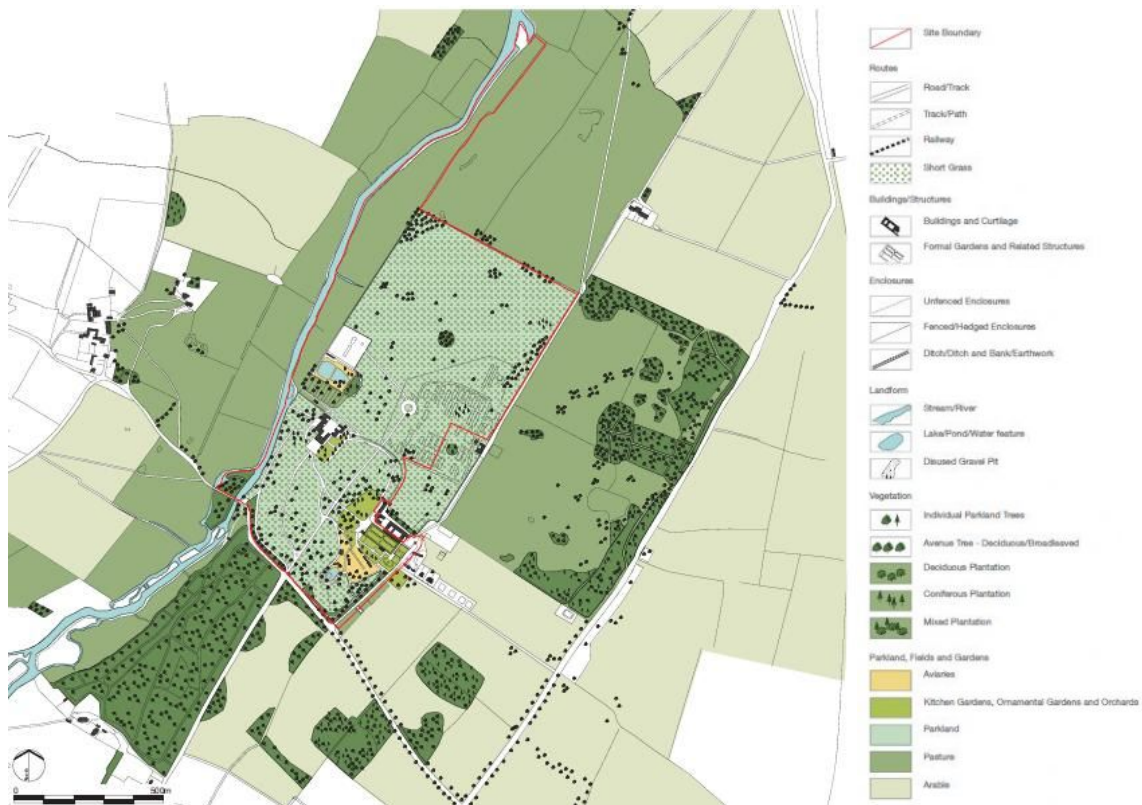 Site Boundary
Routes
Road/Track
Track/Path
Railway
Short Grass
Buildings/Structures
Buildings and Curtilage
Formal Gardens and Related Structures
Enclosures
Unfenced Enclosures
Fenced/Hedged Enclosures
Ditch/Ditch and Bank/Earthwork
Landform
Stream/River
Lake/Pond/Water feature
Disused Gravel Pit
Vegetation
Individual Parkland Trees
Avenue Tree - Deciduous/Broadleaved
Deciduous Plantation
Coniferous Plantation
Mixed Plantation
Parkland, Fields and Gardens
Aviaries
Kitchen Gardens, Ornamental Gardens and Orchards
Parkland
Pasture
Arable
0 500m